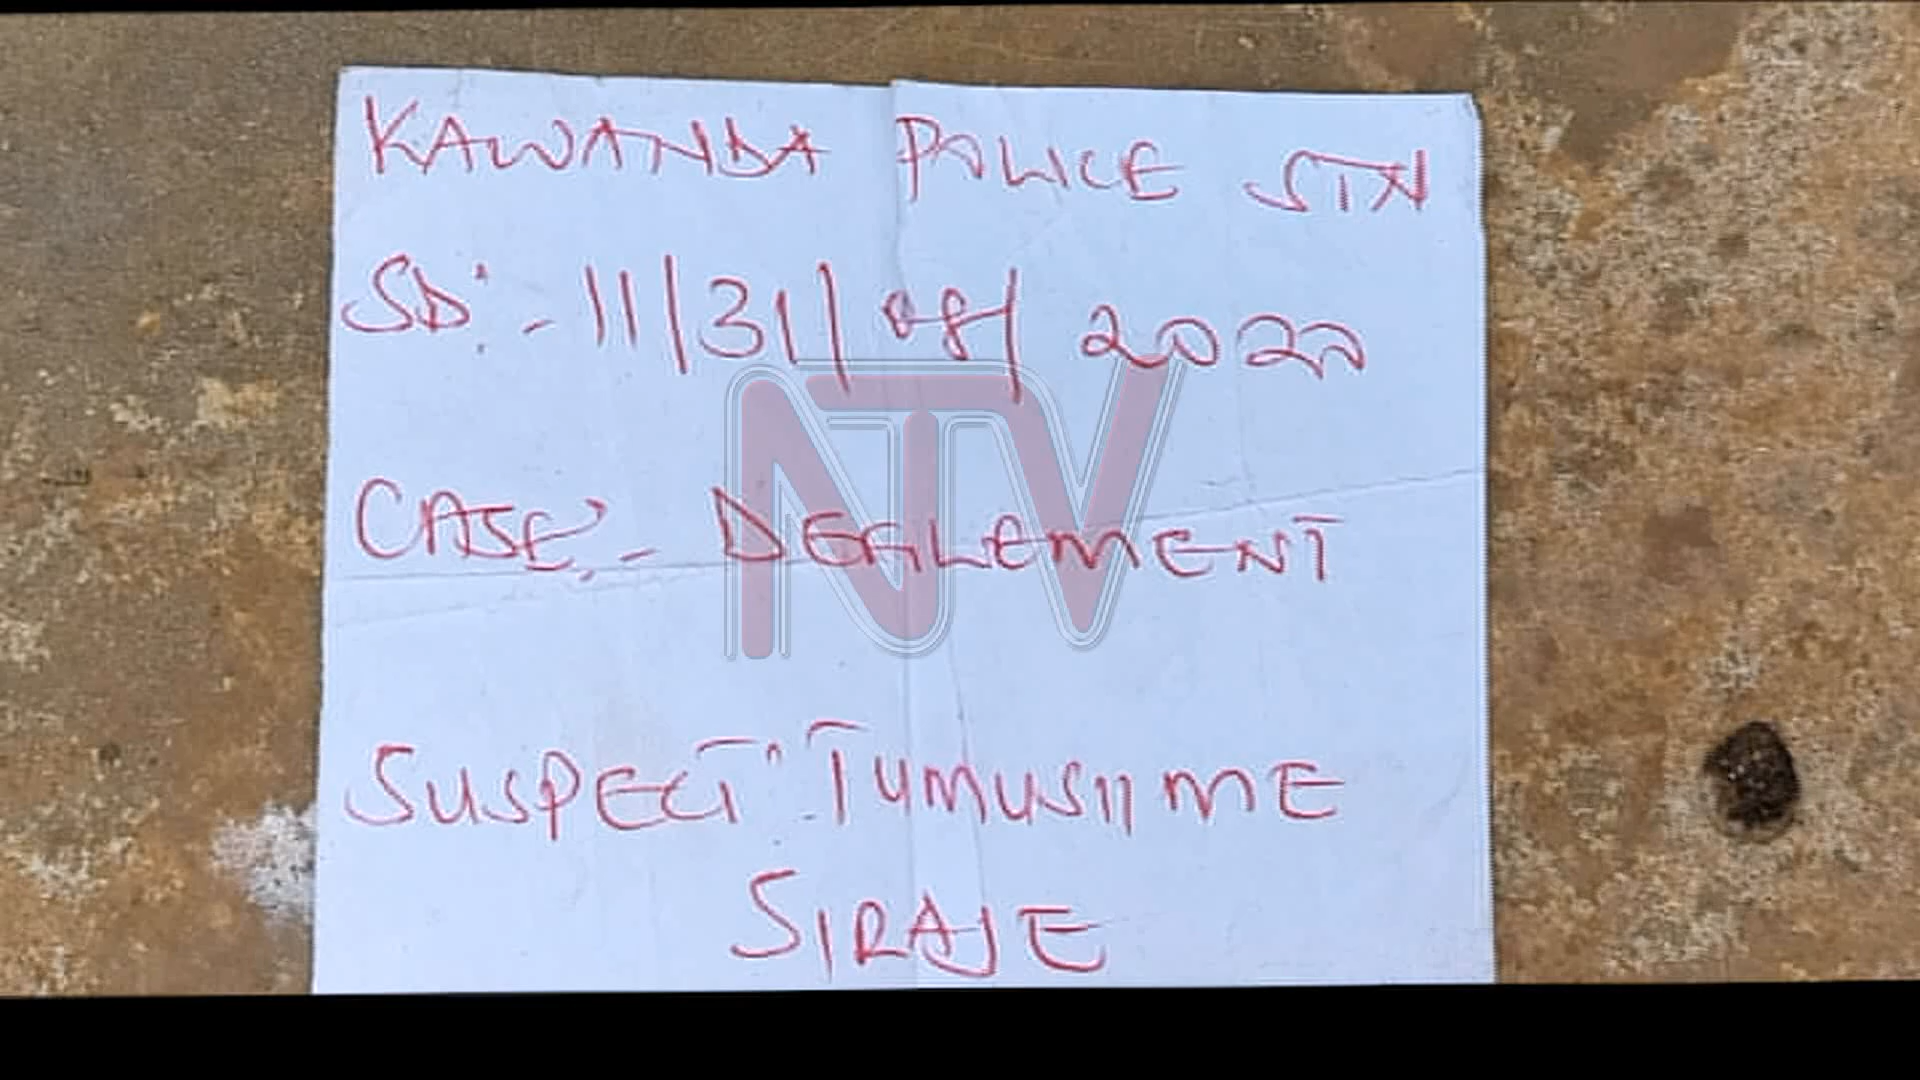 KAWANDA POLICE STN
SD:- 11/31/08/2022
CASE:- DEFILEMENT
NTV
SUSPECT: TUMUSIIME
SIRAJE